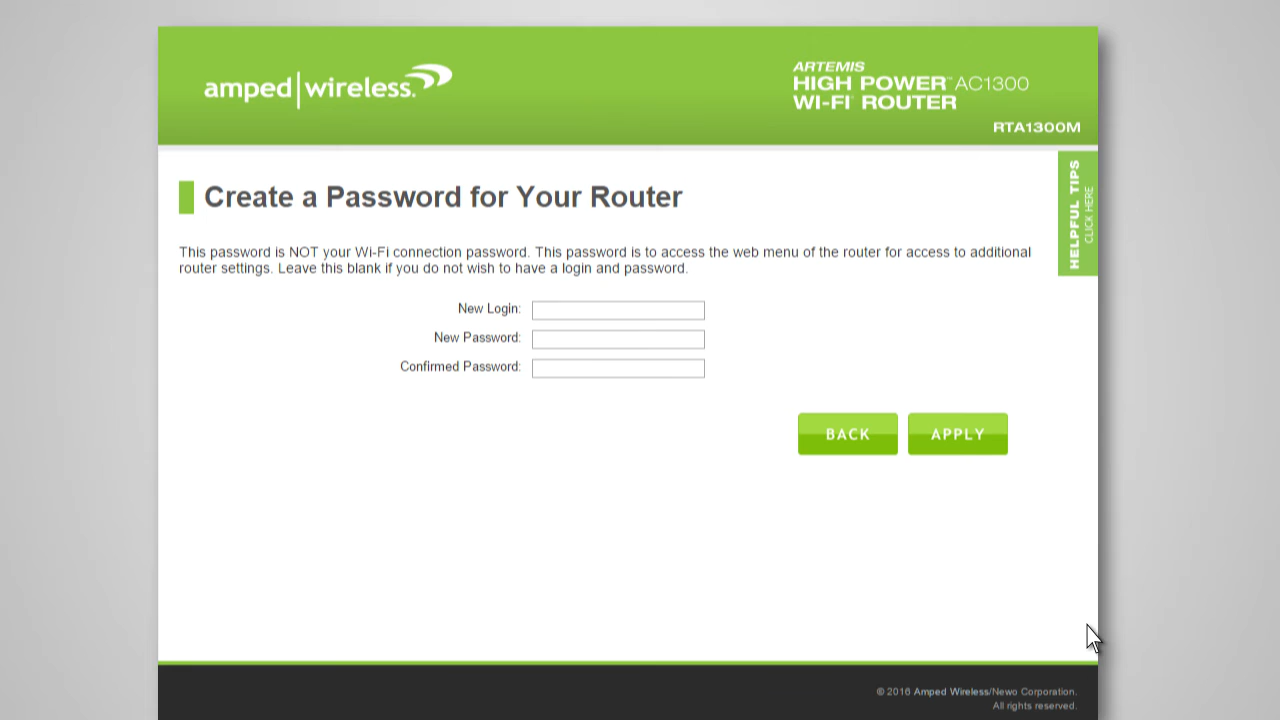 amped|wireless.
ARTEMIS
HIGH POWER™ AC1300
WI-FI® ROUTER
RTA1300M
HELPFUL TIPS
CLICK HERE
Create a Password for Your Router
This password is NOT your Wi-Fi connection password. This password is to access the web menu of the router for access to additional
router settings. Leave this blank if you do not wish to have a login and password.
New Login:
New Password:
Confirmed Password:
BACK APPLY
© 2016 Amped Wireless/Newo Corporation.
All rights reserved.